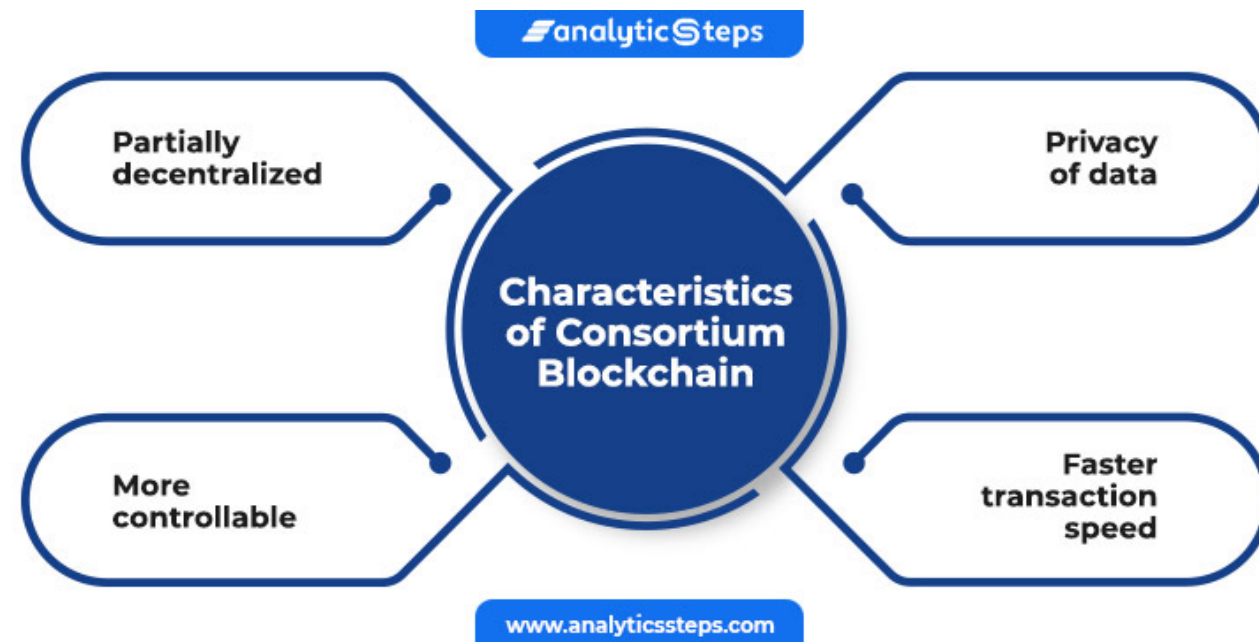 analyticSteps
Partially
decentralized
Privacy
of data
Characteristics
of Consortium
Blockchain
More
controllable
Faster
transaction
speed
www.analyticssteps.com